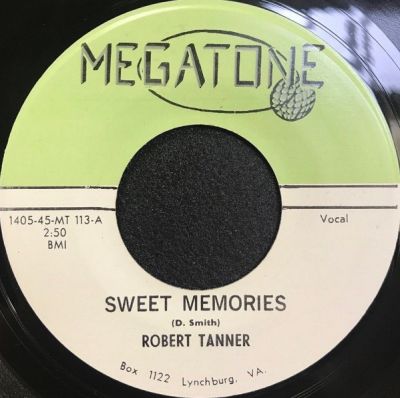 MEGATONE
1405-45-MT 113-A
2:50
BMI
Vocal
SWEET MEMORIES
(D. Smith)
ROBERT TANNER
Box 1122 Lynchburg, VA.